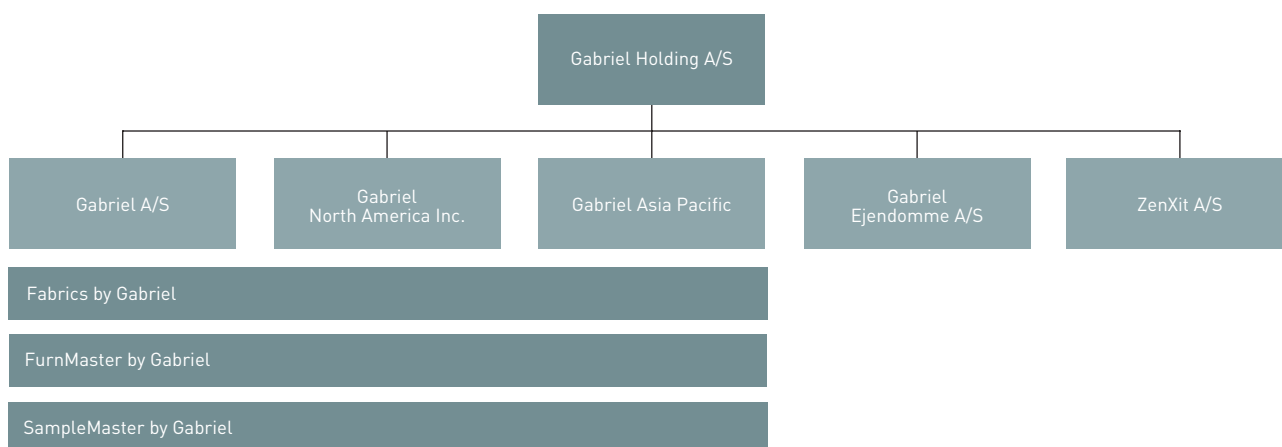 Gabriel Holding A/S
Gabriel A/S
Gabriel
North America Inc.
Gabriel Asia Pacific
Gabriel
Ejendomme A/S
ZenXit A/S
Fabrics by Gabriel
FurnMaster by Gabriel
SampleMaster by Gabriel